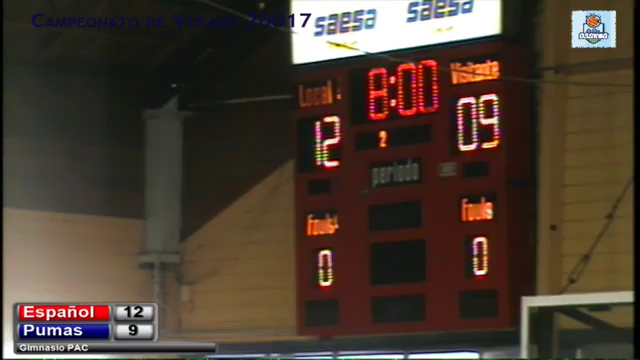 Campeonato de Verano 20017
saesa saesa
Local
8:00
Visitante
12
2
09
periodo
Fouls
Fouls
0
0
Español 12
Pumas 9
Gimnasio PAC